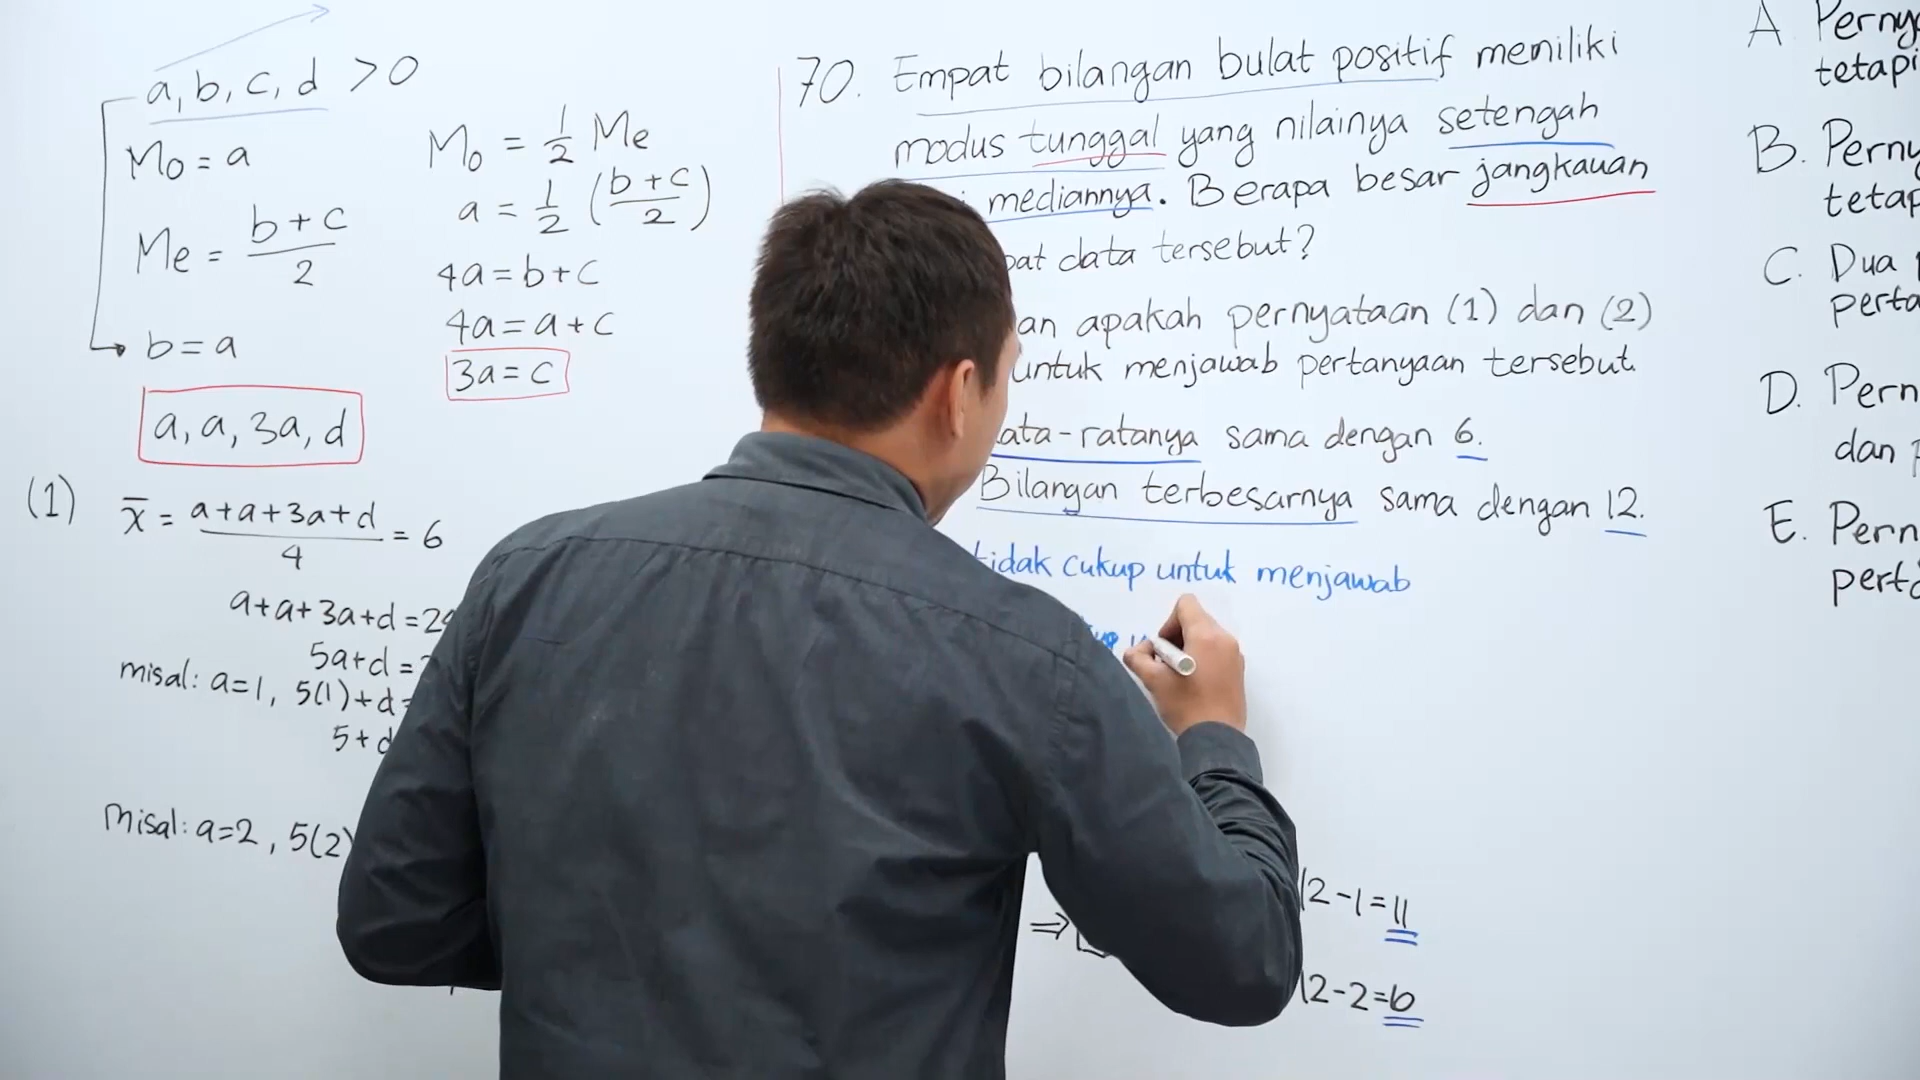 a, b, c, d > 0
Mo = a
Me = b + c / 2
b = a
a, a, 3a, d
Mo = 1/2 Me
a = 1/2 (b + c / 2)
4a = b + c
4a = a + c
3a = c
(1) x̄ = a + a + 3a + d / 4 = 6
a + a + 3a + d = 2
5a + d =
misal: a = 1, 5(1) + d =
5 + d
misal: a = 2, 5(2)
70. Empat bilangan bulat positif memiliki
modus tunggal yang nilainya setengah
mediannya. Berapa besar jangkauan
data tersebut?
apakah pernyataan (1) dan (2)
untuk menjawab pertanyaan tersebut.
ata-ratanya sama dengan 6.
Bilangan terbesarnya sama dengan 12.
tidak cukup untuk menjawab
⇒ 12 - 1 = 11
12 - 2 = 6
A Perny
tetapi
B. Perny
tetap
C. Dua
perta
D. Pern
dan p
E. Pern
perta